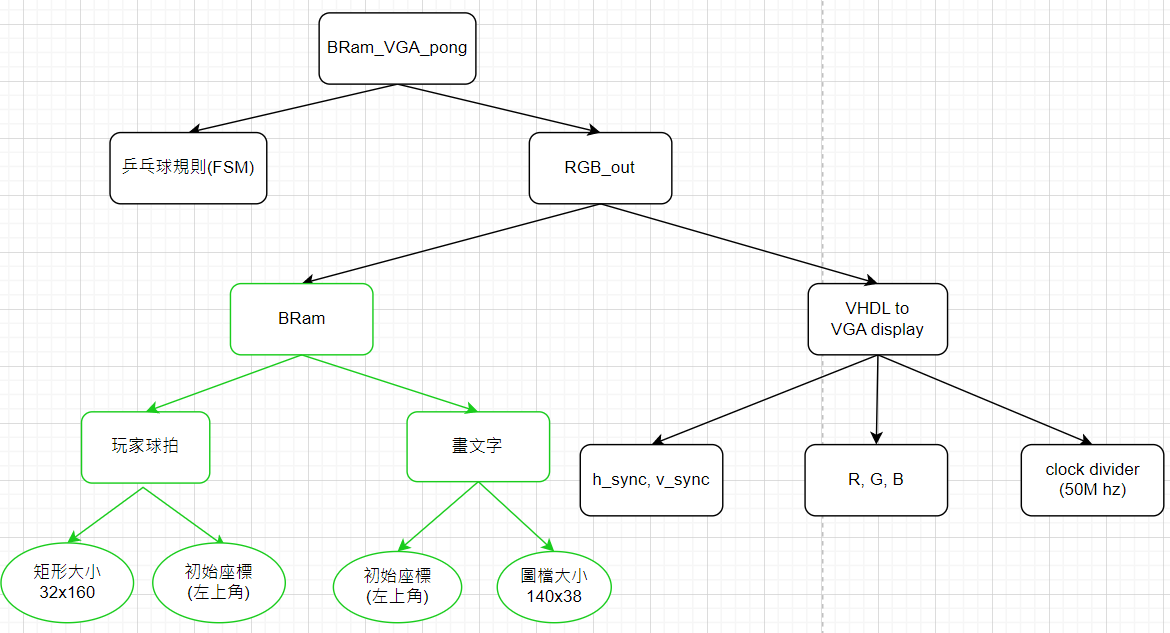 BRam_VGA_pong
乒乓球規則(FSM)
RGB_out
BRam
VHDL to
VGA display
玩家球拍
畫文字
h_sync, v_sync
R, G, B
clock divider
(50M hz)
矩形大小
32x160
初始座標
(左上角)
初始座標
(左上角)
圖檔大小
140x38